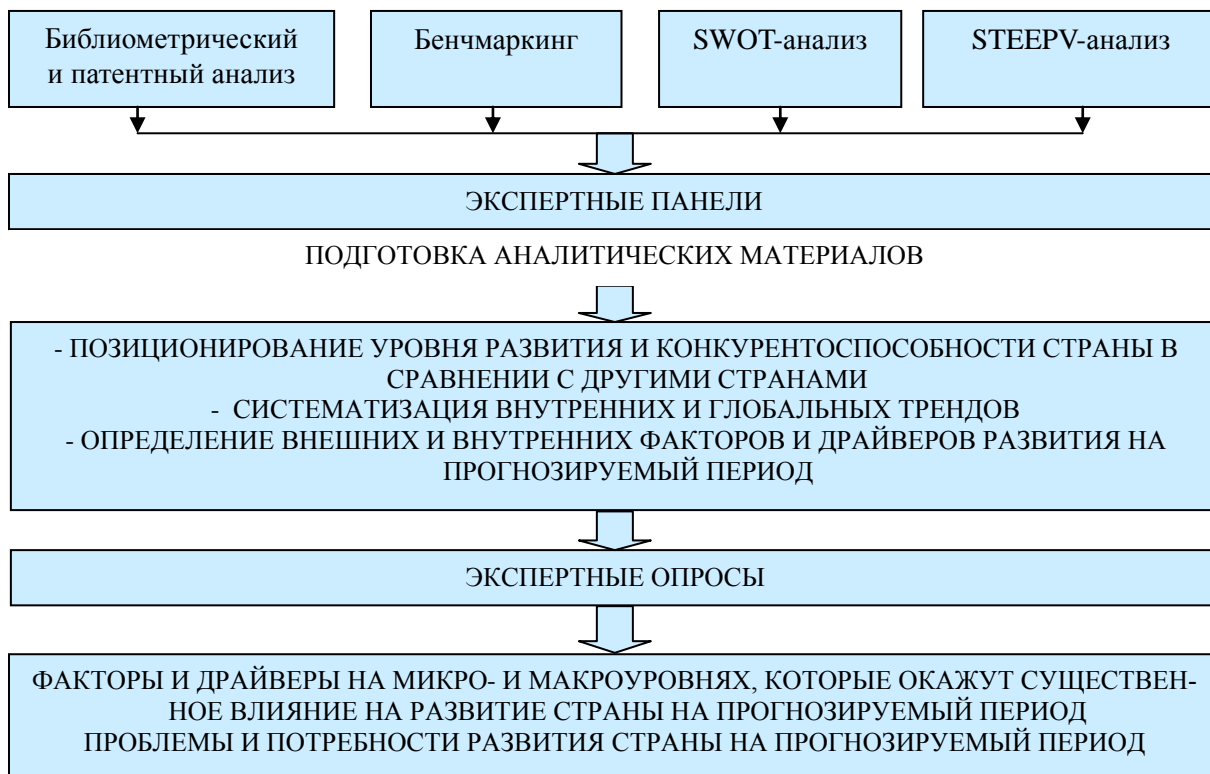 Библиометрический
и патентный анализ
Бенчмаркинг
SWOT-анализ
STEEPV-анализ
ЭКСПЕРТНЫЕ ПАНЕЛИ
ПОДГОТОВКА АНАЛИТИЧЕСКИХ МАТЕРИАЛОВ
- ПОЗИЦИОНИРОВАНИЕ УРОВНЯ РАЗВИТИЯ И КОНКУРЕНТОСПОСОБНОСТИ СТРАНЫ В
СРАВНЕНИИ С ДРУГИМИ СТРАНАМИ
- СИСТЕМАТИЗАЦИЯ ВНУТРЕННИХ И ГЛОБАЛЬНЫХ ТРЕНДОВ
- ОПРЕДЕЛЕНИЕ ВНЕШНИХ И ВНУТРЕННИХ ФАКТОРОВ И ДРАЙВЕРОВ РАЗВИТИЯ НА
ПРОГНОЗИРУЕМЫЙ ПЕРИОД
ЭКСПЕРТНЫЕ ОПРОСЫ
ФАКТОРЫ И ДРАЙВЕРЫ НА МИКРО- И МАКРОУРОВНЯХ, КОТОРЫЕ ОКАЖУТ СУЩЕСТВЕН-
НОЕ ВЛИЯНИЕ НА РАЗВИТИЕ СТРАНЫ НА ПРОГНОЗИРУЕМЫЙ ПЕРИОД
ПРОБЛЕМЫ И ПОТРЕБНОСТИ РАЗВИТИЯ СТРАНЫ НА ПРОГНОЗИРУЕМЫЙ ПЕРИОД